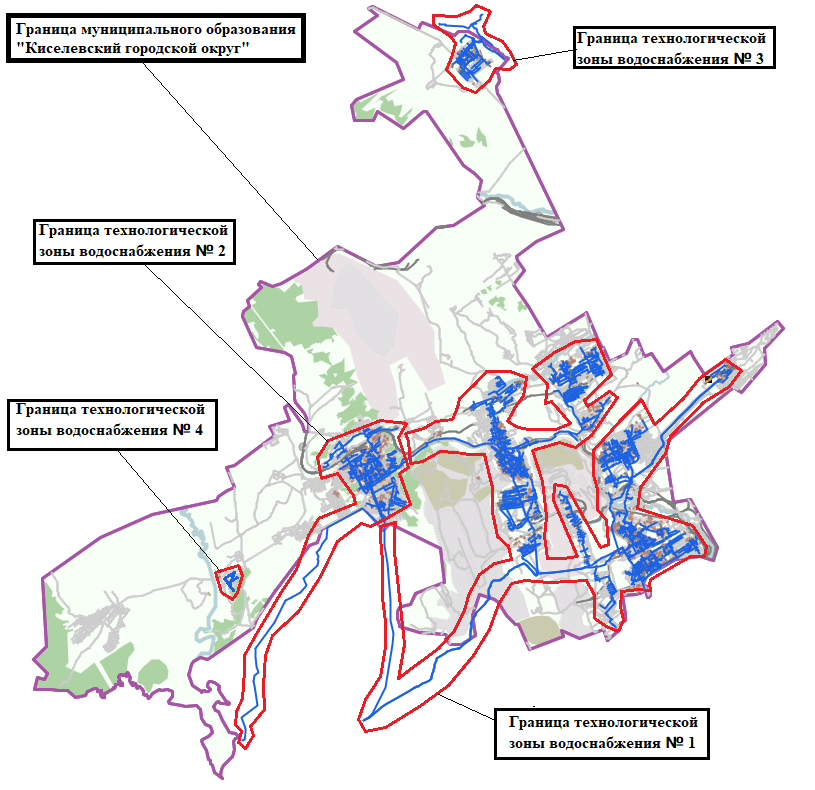 Граница муниципального образования
"Киселевский городской округ"
Граница технологической
зоны водоснабжения № 3
Граница технологической
зоны водоснабжения № 2
Граница технологической
зоны водоснабжения № 4
Граница технологической
зоны водоснабжения № 1